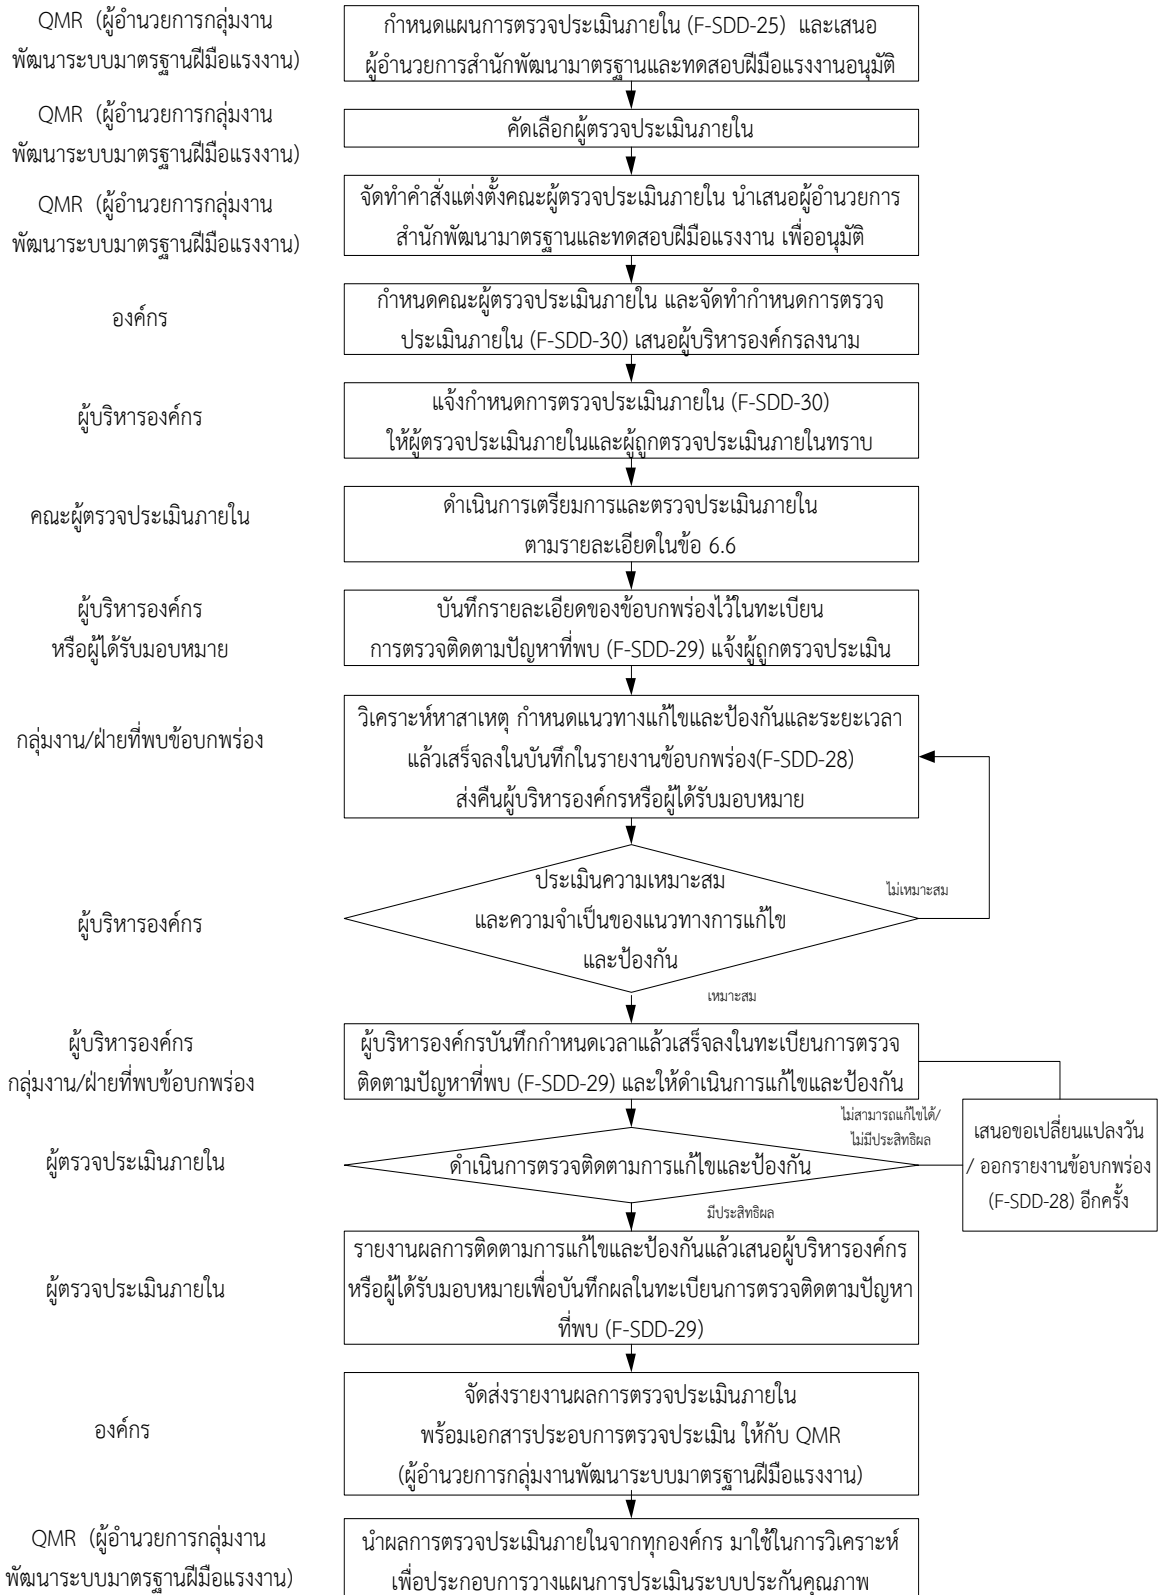 QMR (ผู้อำนวยการกลุ่มงาน
พัฒนาระบบมาตรฐานฝีมือแรงงาน)
กำหนดแผนการตรวจประเมินภายใน (F-SDD-25) และเสนอ
ผู้อำนวยการสำนักพัฒนามาตรฐานและทดสอบฝีมือแรงงานอนุมัติ
QMR (ผู้อำนวยการกลุ่มงาน
พัฒนาระบบมาตรฐานฝีมือแรงงาน)
คัดเลือกผู้ตรวจประเมินภายใน
QMR (ผู้อำนวยการกลุ่มงาน
พัฒนาระบบมาตรฐานฝีมือแรงงาน)
จัดทำคำสั่งแต่งตั้งคณะผู้ตรวจประเมินภายใน นำเสนอผู้อำนวยการ
สำนักพัฒนามาตรฐานและทดสอบฝีมือแรงงาน เพื่ออนุมัติ
องค์กร
กำหนดคณะผู้ตรวจประเมินภายใน และจัดทำกำหนดการตรวจ
ประเมินภายใน (F-SDD-30) เสนอผู้บริหารองค์กรลงนาม
ผู้บริหารองค์กร
แจ้งกำหนดการตรวจประเมินภายใน (F-SDD-30)
ให้ผู้ตรวจประเมินภายในและผู้ถูกตรวจประเมินภายในทราบ
คณะผู้ตรวจประเมินภายใน
ดำเนินการเตรียมการและตรวจประเมินภายใน
ตามรายละเอียดในข้อ 6.6
ผู้บริหารองค์กร
หรือผู้ได้รับมอบหมาย
บันทึกรายละเอียดของข้อบกพร่องไว้ในทะเบียน
การตรวจติดตามปัญหาที่พบ (F-SDD-29) แจ้งผู้ถูกตรวจประเมิน
กลุ่มงาน/ฝ่ายที่พบข้อบกพร่อง
วิเคราะห์หาสาเหตุ กำหนดแนวทางแก้ไขและป้องกันและระยะเวลา
แล้วเสร็จลงในบันทึกในรายงานข้อบกพร่อง(F-SDD-28)
ส่งคืนผู้บริหารองค์กรหรือผู้ได้รับมอบหมาย
ผู้บริหารองค์กร
ประเมินความเหมาะสม
และความจำเป็นของแนวทางการแก้ไข
และป้องกัน
ไม่เหมาะสม
เหมาะสม
ผู้บริหารองค์กร
กลุ่มงาน/ฝ่ายที่พบข้อบกพร่อง
ผู้บริหารองค์กรบันทึกกำหนดเวลาแล้วเสร็จลงในทะเบียนการตรวจ
ติดตามปัญหาที่พบ (F-SDD-29) และให้ดำเนินการแก้ไขและป้องกัน
ผู้ตรวจประเมินภายใน
ดำเนินการตรวจติดตามการแก้ไขและป้องกัน
ไม่สามารถแก้ไขได้/
ไม่มีประสิทธิผล
เสนอขอเปลี่ยนแปลงวัน
/ ออกรายงานข้อบกพร่อง
(F-SDD-28) อีกครั้ง
มีประสิทธิผล
ผู้ตรวจประเมินภายใน
รายงานผลการติดตามการแก้ไขและป้องกันแล้วเสนอผู้บริหารองค์กร
หรือผู้ได้รับมอบหมายเพื่อบันทึกผลในทะเบียนการตรวจติดตามปัญหา
ที่พบ (F-SDD-29)
องค์กร
จัดส่งรายงานผลการตรวจประเมินภายใน
พร้อมเอกสารประอบการตรวจประเมิน ให้กับ QMR
(ผู้อำนวยการกลุ่มงานพัฒนาระบบมาตรฐานฝีมือแรงงาน)
QMR (ผู้อำนวยการกลุ่มงาน
พัฒนาระบบมาตรฐานฝีมือแรงงาน)
นำผลการตรวจประเมินภายในจากทุกองค์กร มาใช้ในการวิเคราะห์
เพื่อประกอบการวางแผนการประเมินระบบประกันคุณภาพ